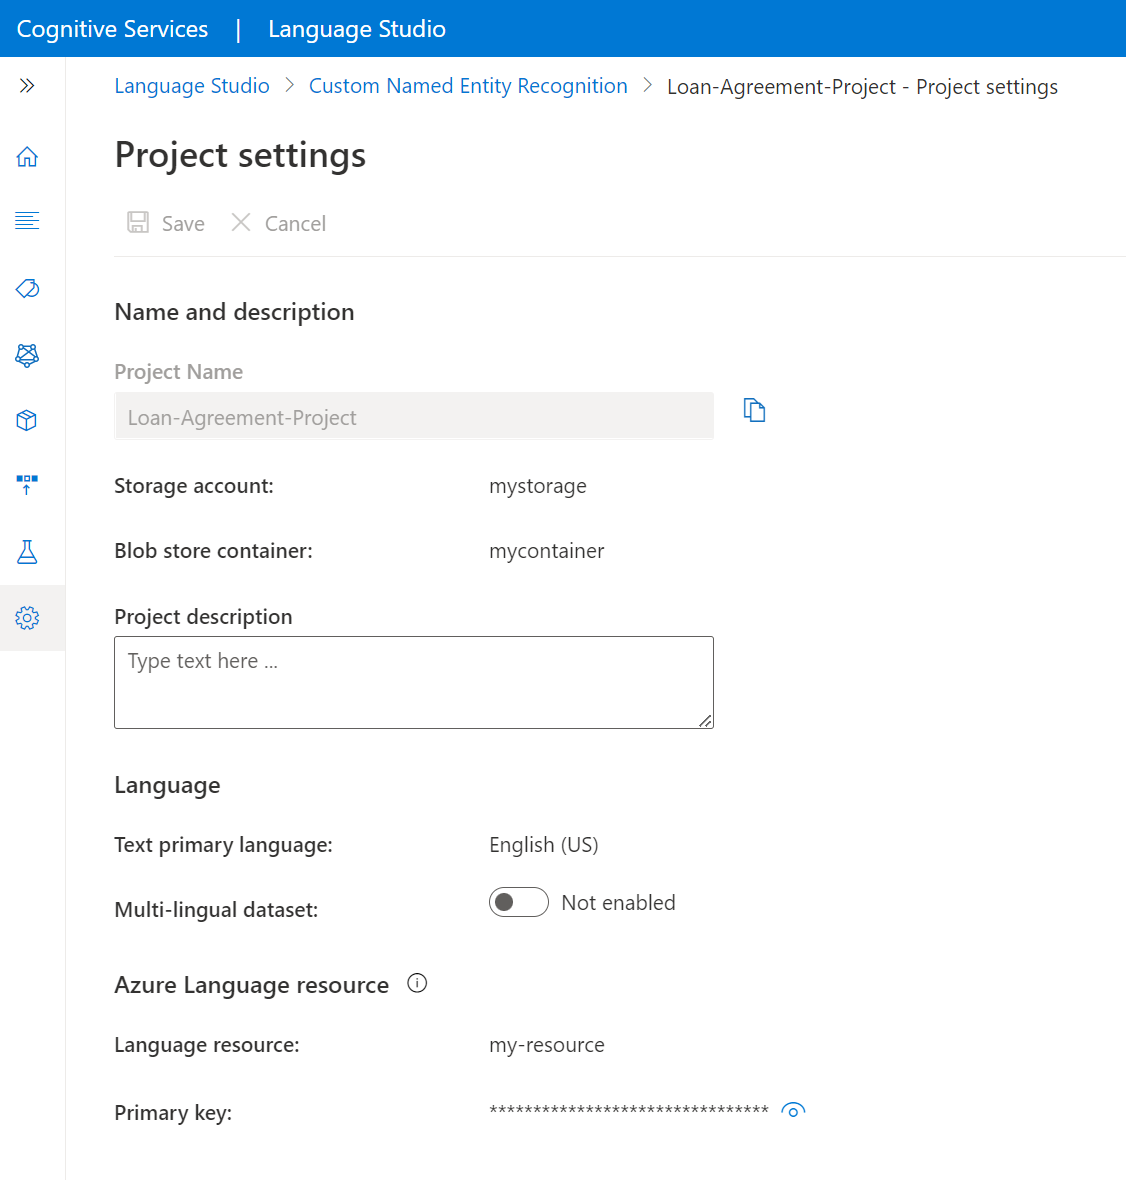 Cognitive Services | Language Studio
Language Studio > Custom Named Entity Recognition > Loan-Agreement-Project - Project settings
Project settings
Save Cancel
Name and description
Project Name
Loan-Agreement-Project
Storage account: mystorage
Blob store container: mycontainer
Project description
Type text here ...
Language
Text primary language: English (US)
Multi-lingual dataset: Not enabled
Azure Language resource
Language resource: my-resource
Primary key: ********************************